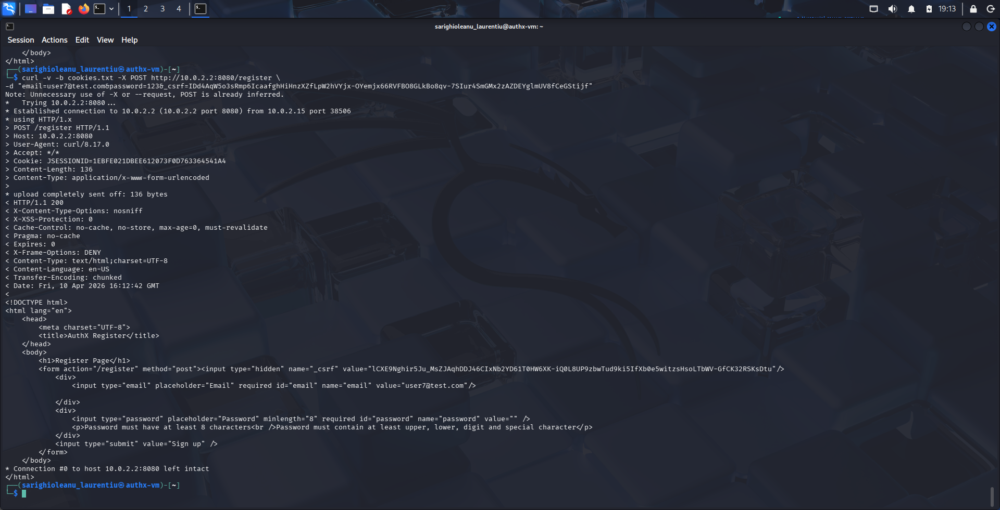 1 2 3 4 19:13
sarighioleanu_laurentiu@authx-vm: ~
Session Actions Edit View Help
    </body>
</html>
┌──(sarighioleanu_laurentiu㉿authx-vm)-[~]
└─$ curl -v -b cookies.txt -X POST http://10.0.2.2:8080/register \
-d "email=user7@test.com&password=123&_csrf=IDd4AqW5o3sRmp6IcaafghHiHnzXZfLpW2hVYjx-OYemjx66RVFBO8GLkBo8qv-7SIur4SmGMx2zAZDEYglmUV8fCeGStijf"
Note: Unnecessary use of -X or --request, POST is already inferred.
*   Trying 10.0.2.2:8080...
* Established connection to 10.0.2.2 (10.0.2.2 port 8080) from 10.0.2.15 port 38506
* using HTTP/1.x
> POST /register HTTP/1.1
> Host: 10.0.2.2:8080
> User-Agent: curl/8.17.0
> Accept: */*
> Cookie: JSESSIONID=1EBFE021DBEE612073F0D763364541A4
> Content-Length: 136
> Content-Type: application/x-www-form-urlencoded
>
* upload completely sent off: 136 bytes
< HTTP/1.1 200
< X-Content-Type-Options: nosniff
< X-XSS-Protection: 0
< Cache-Control: no-cache, no-store, max-age=0, must-revalidate
< Pragma: no-cache
< Expires: 0
< X-Frame-Options: DENY
< Content-Type: text/html;charset=UTF-8
< Content-Language: en-US
< Transfer-Encoding: chunked
< Date: Fri, 10 Apr 2026 16:12:42 GMT
<
<!DOCTYPE html>
<html lang="en">
    <head>
        <meta charset="UTF-8">
        <title>AuthX Register</title>
    </head>
    <body>
        <h1>Register Page</h1>
        <form action="/register" method="post"><input type="hidden" name="_csrf" value="lCXE9Nghir5Ju_MsZJAqhDDJ46CIxNb2YD61T0HW6XK-iQ0L8UP9zbwTud9ki5IfXb0e5witzsHsoLTbWV-GfCK32RSKsDtu"/>
            <div>
                <input type="email" placeholder="Email" required id="email" name="email" value="user7@test.com"/>
            </div>
            <div>
                <input type="password" placeholder="Password" minlength="8" required id="password" name="password" value="" />
                <p>Password must have at least 8 characters<br />Password must contain at least upper, lower, digit and special character</p>
            </div>
            <input type="submit" value="Sign up" />
        </form>
    </body>
* Connection #0 to host 10.0.2.2:8080 left intact
</html>
┌──(sarighioleanu_laurentiu㉿authx-vm)-[~]
└─$